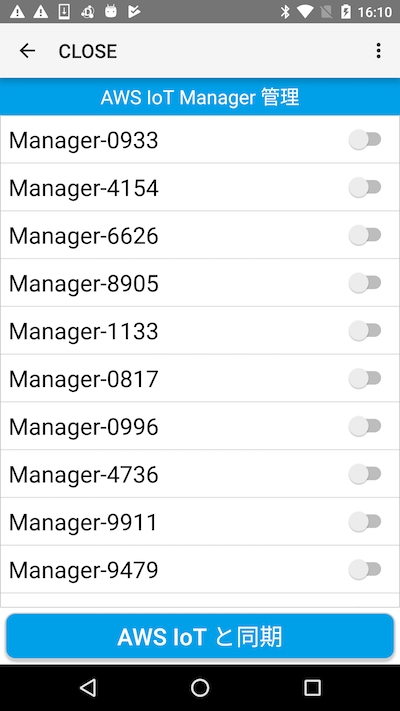 16:10
CLOSE
AWS IoT Manager 管理
Manager-0933
Manager-4154
Manager-6626
Manager-8905
Manager-1133
Manager-0817
Manager-0996
Manager-4736
Manager-9911
Manager-9479
AWS IoT と同期